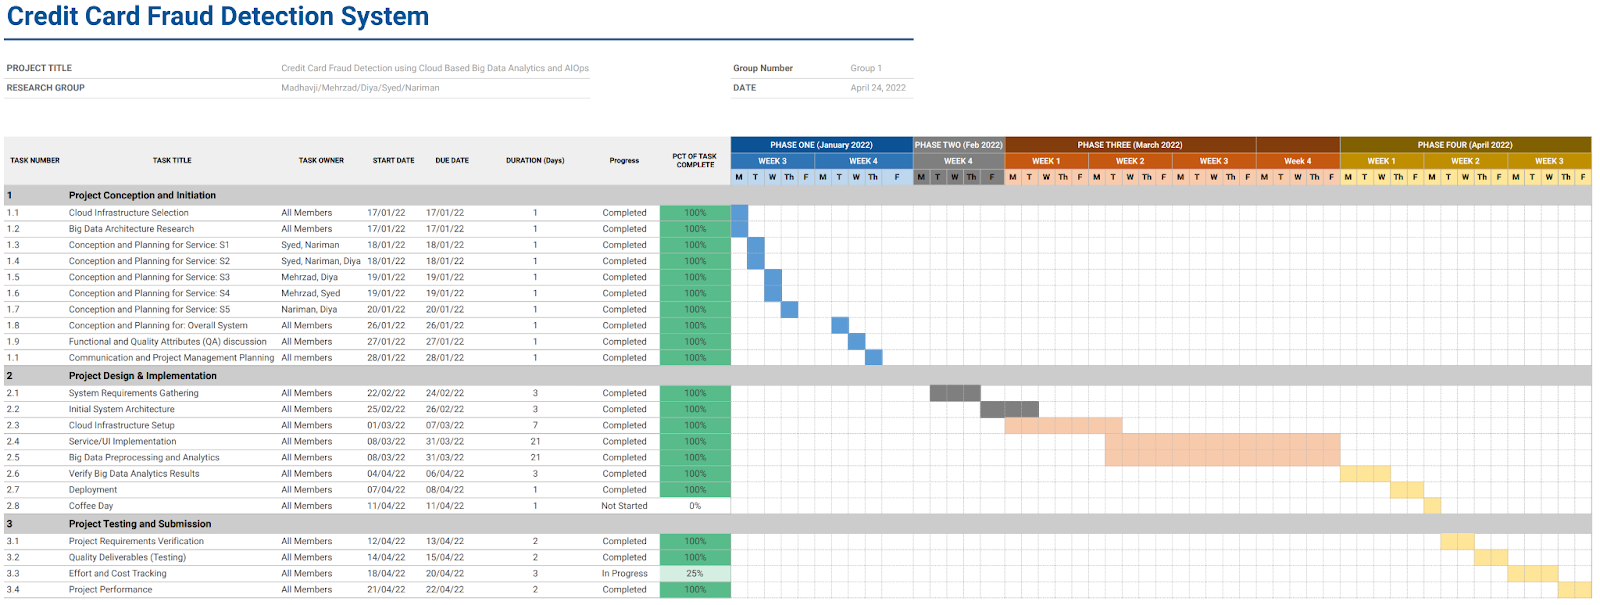 Credit Card Fraud Detection System
PROJECT TITLE Credit Card Fraud Detection using Cloud Based Big Data Analytics and AIOps Group Number Group 1
RESEARCH GROUP Madhavji/Mehrzad/Diya/Syed/Nariman DATE April 24, 2022
PHASE ONE (January 2022) PHASE TWO (Feb 2022) PHASE THREE (March 2022) PHASE FOUR (April 2022)
TASK NUMBER TASK TITLE TASK OWNER START DATE DUE DATE DURATION (Days) Progress PCT OF TASK COMPLETE WEEK 3 WEEK 4 WEEK 4 WEEK 1 WEEK 2 WEEK 3 Week 4 WEEK 1 WEEK 2 WEEK 3
M T W Th F M T W Th F M T W Th F M T W Th F M T W Th F M T W Th F M T W Th F M T W Th F M T W Th F M T W Th F
1 Project Conception and Initiation
1.1 Cloud Infrastructure Selection All Members 17/01/22 17/01/22 1 Completed 100%
1.2 Big Data Architecture Research All Members 17/01/22 17/01/22 1 Completed 100%
1.3 Conception and Planning for Service: S1 Syed, Nariman 18/01/22 18/01/22 1 Completed 100%
1.4 Conception and Planning for Service: S2 Syed, Nariman, Diya 18/01/22 18/01/22 1 Completed 100%
1.5 Conception and Planning for Service: S3 Mehrzad, Diya 19/01/22 19/01/22 1 Completed 100%
1.6 Conception and Planning for Service: S4 Mehrzad, Syed 19/01/22 19/01/22 1 Completed 100%
1.7 Conception and Planning for Service: S5 Nariman, Diya 20/01/22 20/01/22 1 Completed 100%
1.8 Conception and Planning for: Overall System All Members 26/01/22 26/01/22 1 Completed 100%
1.9 Functional and Quality Attributes (QA) discussion All Members 27/01/22 27/01/22 1 Completed 100%
1.1 Communication and Project Management Planning All members 28/01/22 28/01/22 1 Completed 100%
2 Project Design & Implementation
2.1 System Requirements Gathering All Members 22/02/22 24/02/22 3 Completed 100%
2.2 Initial System Architecture All Members 25/02/22 26/02/22 3 Completed 100%
2.3 Cloud Infrastructure Setup All Members 01/03/22 07/03/22 7 Completed 100%
2.4 Service/UI Implementation All Members 08/03/22 31/03/22 21 Completed 100%
2.5 Big Data Preprocessing and Analytics All Members 08/03/22 31/03/22 21 Completed 100%
2.6 Verify Big Data Analytics Results All Members 04/04/22 06/04/22 3 Completed 100%
2.7 Deployment All Members 07/04/22 08/04/22 1 Completed 100%
2.8 Coffee Day All Members 11/04/22 11/04/22 1 Not Started 0%
3 Project Testing and Submission
3.1 Project Requirements Verification All Members 12/04/22 13/04/22 2 Completed 100%
3.2 Quality Deliverables (Testing) All Members 14/04/22 15/04/22 2 Completed 100%
3.3 Effort and Cost Tracking All Members 18/04/22 20/04/22 3 In Progress 25%
3.4 Project Performance All Members 21/04/22 22/04/22 2 Completed 100%